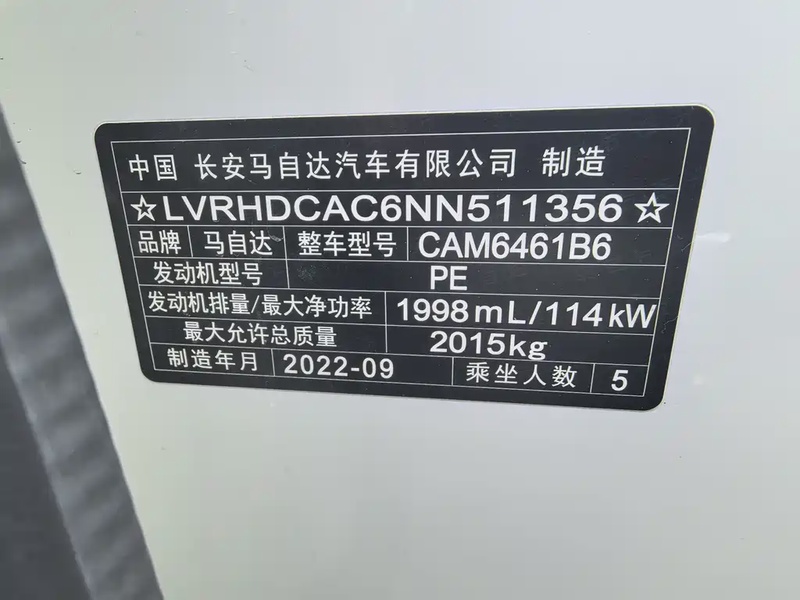 中国 长安马自达汽车有限公司 制造
☆LVRHDCAC6NN511356☆
品牌 马自达 整车型号 CAM6461B6
发动机型号 PE
发动机排量/最大净功率 1998mL/114kW
最大允许总质量 2015kg
制造年月 2022-09 乘坐人数 5